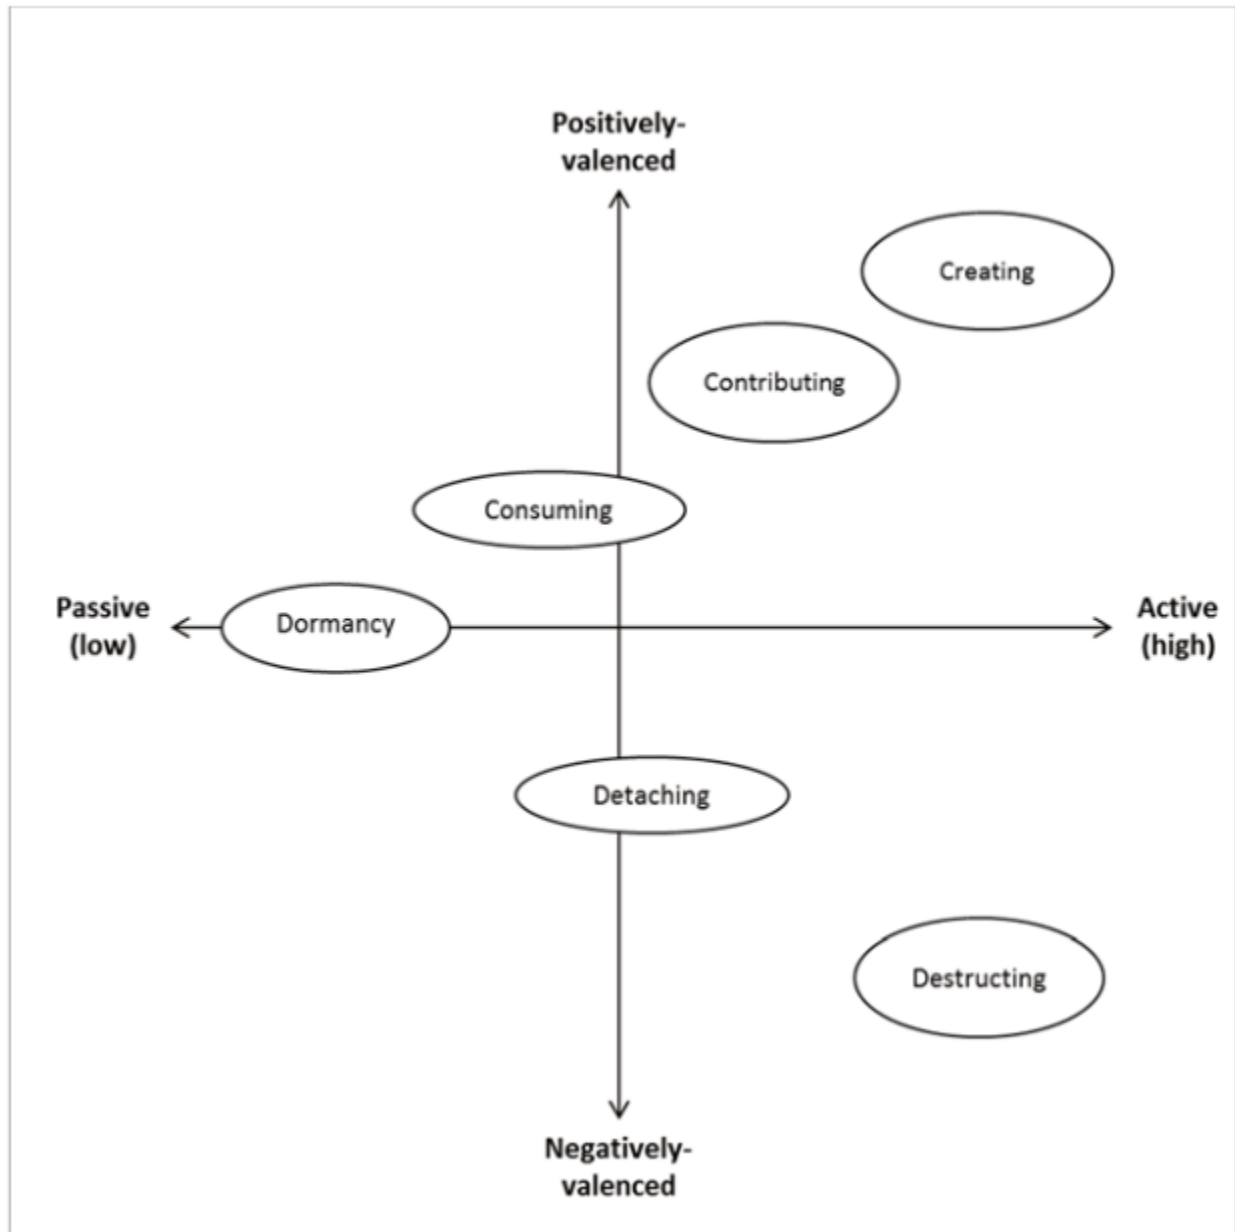 Positively-
valenced
Creating
Contributing
Consuming
Passive
(low)
Dormancy
Active
(high)
Detaching
Destructing
Negatively-
valenced